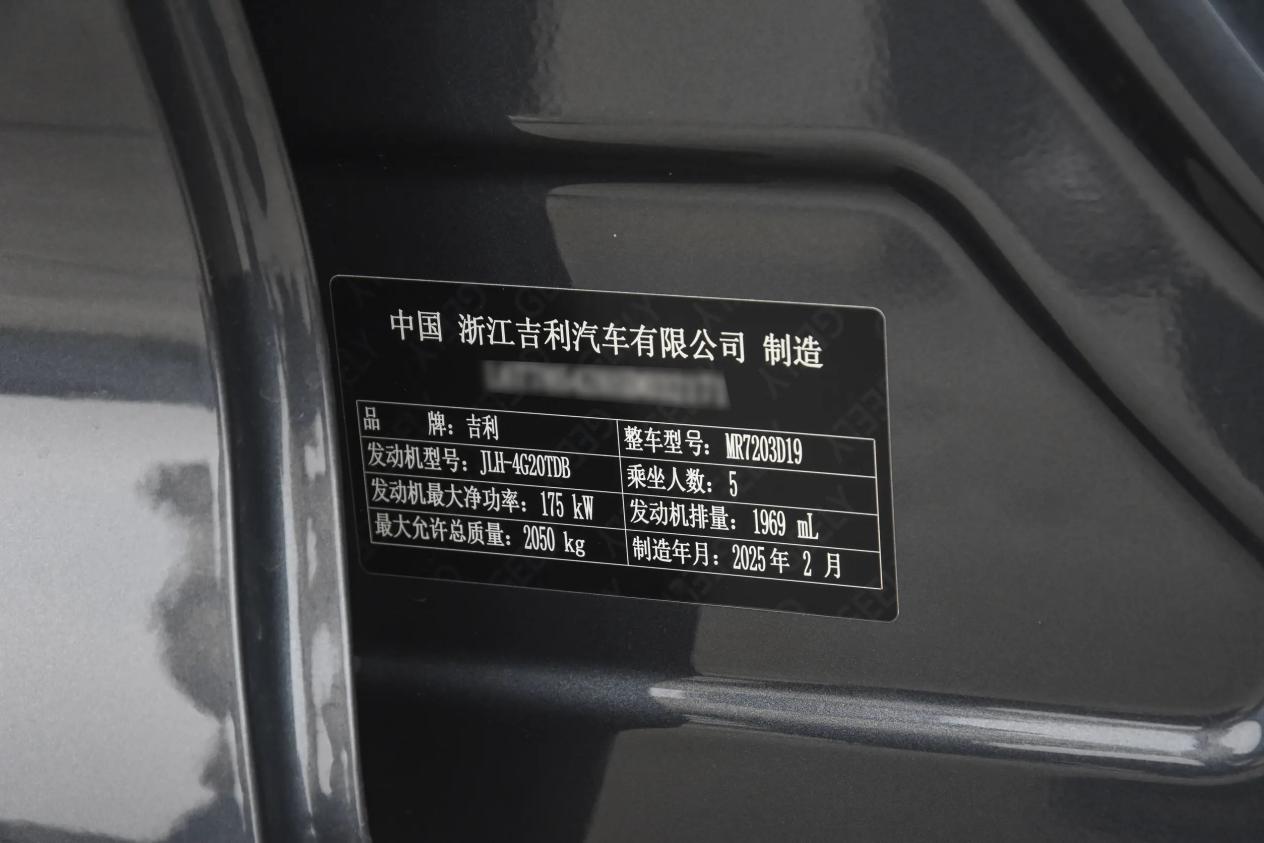 中国 浙江吉利汽车有限公司 制造
品 牌：吉利 整车型号：MR7203D19
发动机型号：JLH-4G20TDB 乘坐人数：5
发动机最大净功率：175 kW 发动机排量：1969 mL
最大允许总质量：2050 kg 制造年月：2025年 2 月